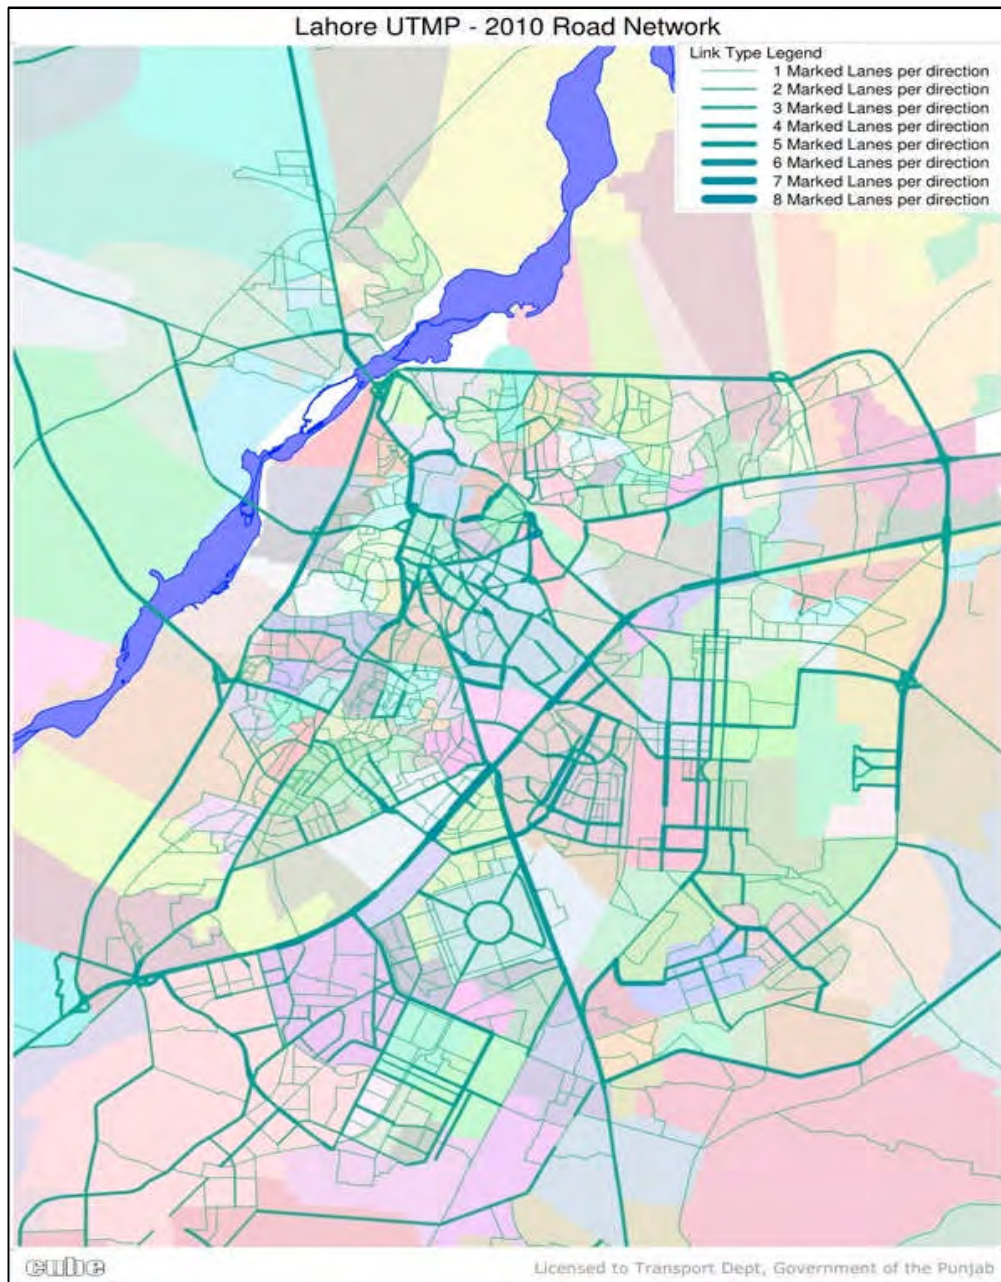 Lahore UTMP - 2010 Road Network
Link Type Legend
1 Marked Lanes per direction
2 Marked Lanes per direction
3 Marked Lanes per direction
4 Marked Lanes per direction
5 Marked Lanes per direction
6 Marked Lanes per direction
7 Marked Lanes per direction
8 Marked Lanes per direction
cube
Licensed to Transport Dept, Government of the Punjab